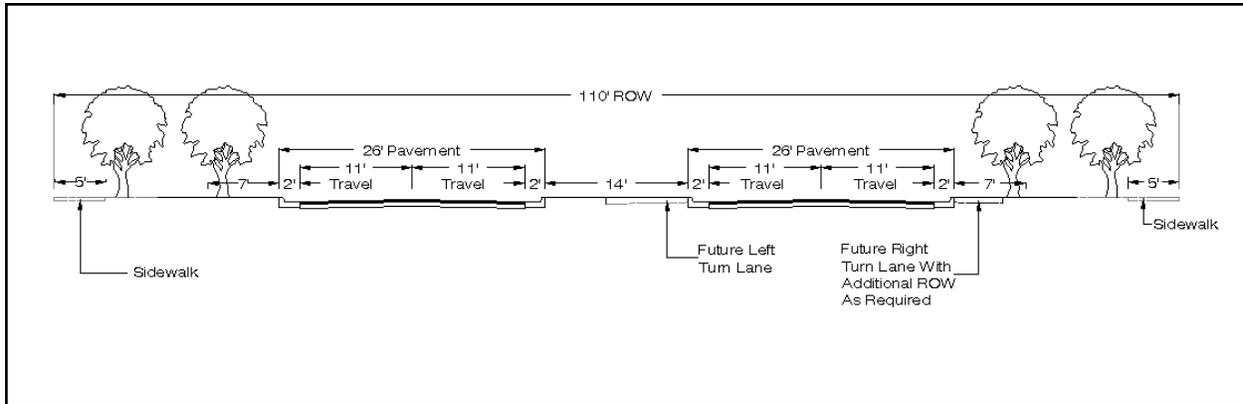 110' ROW
26' Pavement
26' Pavement
11'
11'
11'
11'
5'
7'
2'
Travel
Travel
2'
14'
2'
Travel
Travel
2'
7'
5'
Sidewalk
Future Left
Turn Lane
Future Right
Turn Lane With
Additional ROW
As Required
Sidewalk